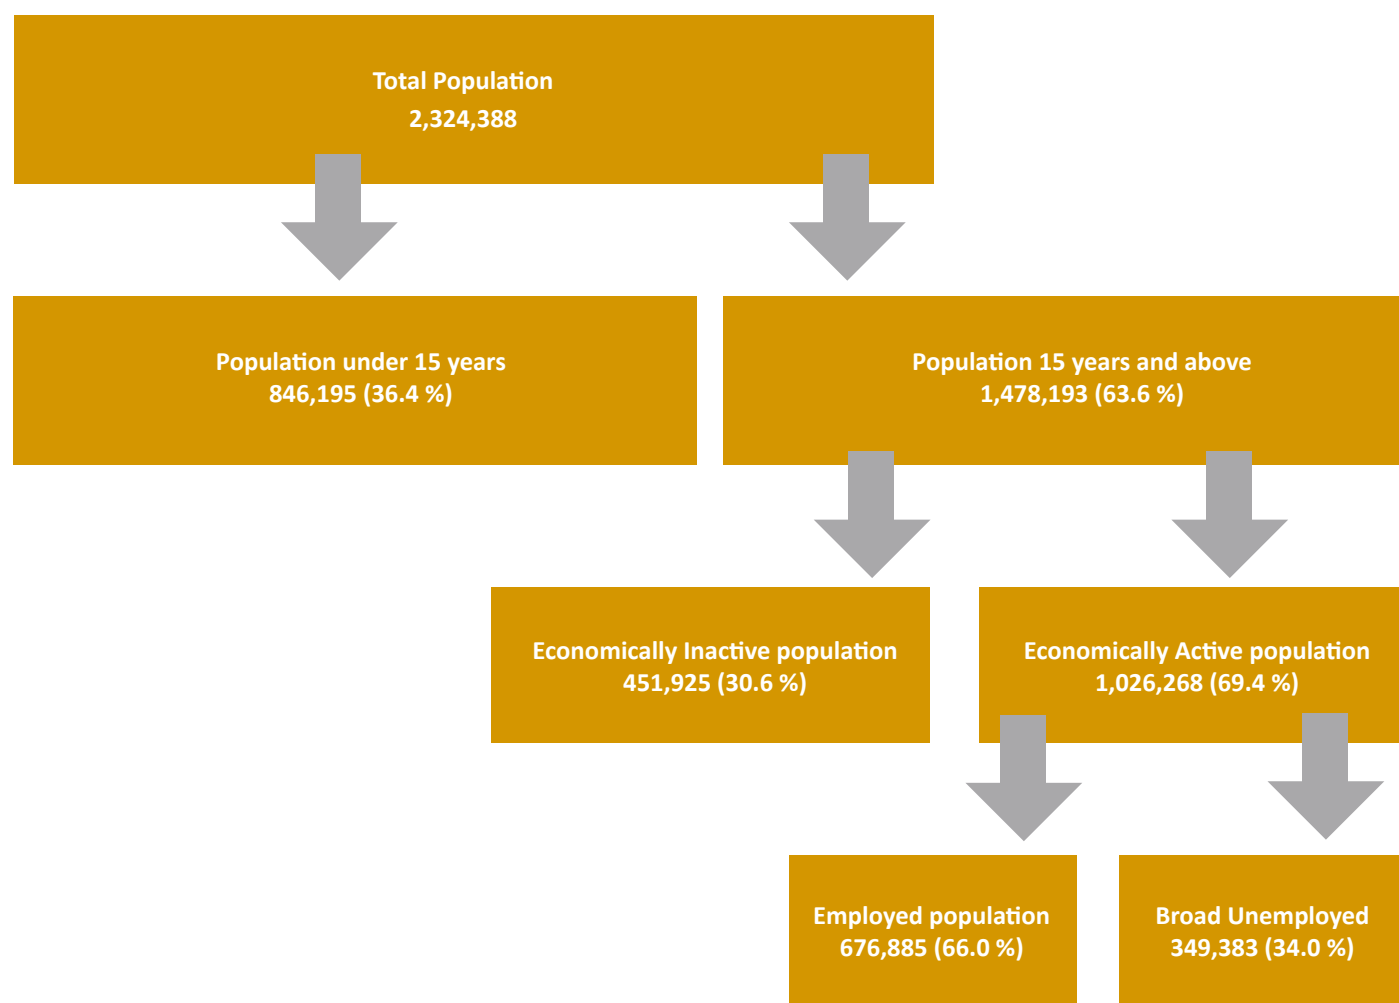 Total Population
2,324,388
Population under 15 years
846,195 (36.4 %)
Population 15 years and above
1,478,193 (63.6 %)
Economically Inactive population
451,925 (30.6 %)
Economically Active population
1,026,268 (69.4 %)
Employed population
676,885 (66.0 %)
Broad Unemployed
349,383 (34.0 %)